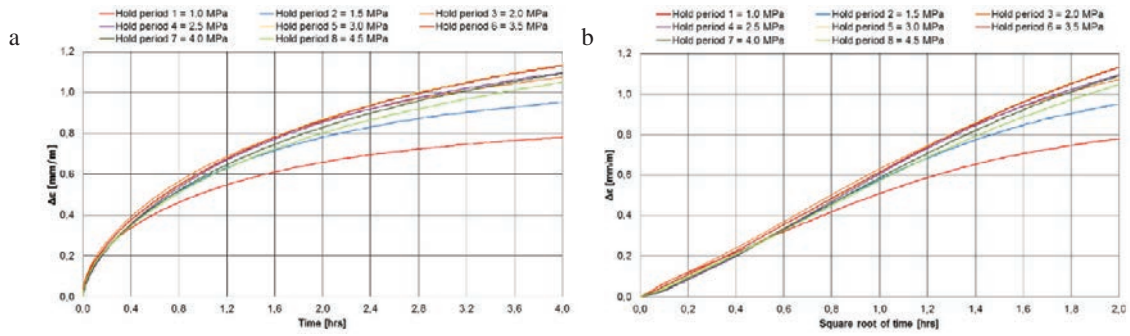 a
Hold period 1 = 1.0 MPa Hold period 2 = 1.5 MPa Hold period 3 = 2.0 MPa
Hold period 4 = 2.5 MPa Hold period 5 = 3.0 MPa Hold period 6 = 3.5 MPa
Hold period 7 = 4.0 MPa Hold period 8 = 4.5 MPa
1,2
1,0
0,8
0,6
0,4
0,2
0,0
Δε [mm/m]
0,0 0,4 0,8 1,2 1,6 2,0 2,4 2,8 3,2 3,6 4,0
Time [hrs]
b
Hold period 1 = 1.0 MPa Hold period 2 = 1.5 MPa Hold period 3 = 2.0 MPa
Hold period 4 = 2.5 MPa Hold period 5 = 3.0 MPa Hold period 6 = 3.5 MPa
Hold period 7 = 4.0 MPa Hold period 8 = 4.5 MPa
1,2
1,0
0,8
0,6
0,4
0,2
0,0
Δε [mm/m]
0,0 0,2 0,4 0,6 0,8 1,0 1,2 1,4 1,6 1,8 2,0
Square root of time [hrs]